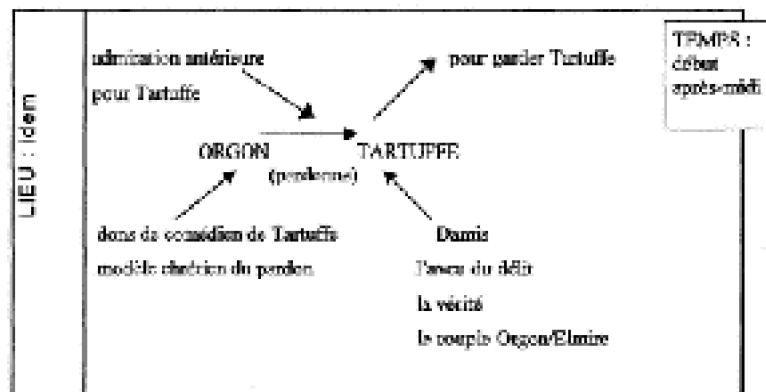 LIEU : idem
admiration antérieure
pour Tartuffe
pour garder Tartuffe
TEMPS :
début
après-midi
ORGON
TARTUFFE
(pardonne)
dons de comédien de Tartuffe
modèle chrétien du pardon
Damis
l'aveu du délit
la vérité
le couple Orgon/Elmire